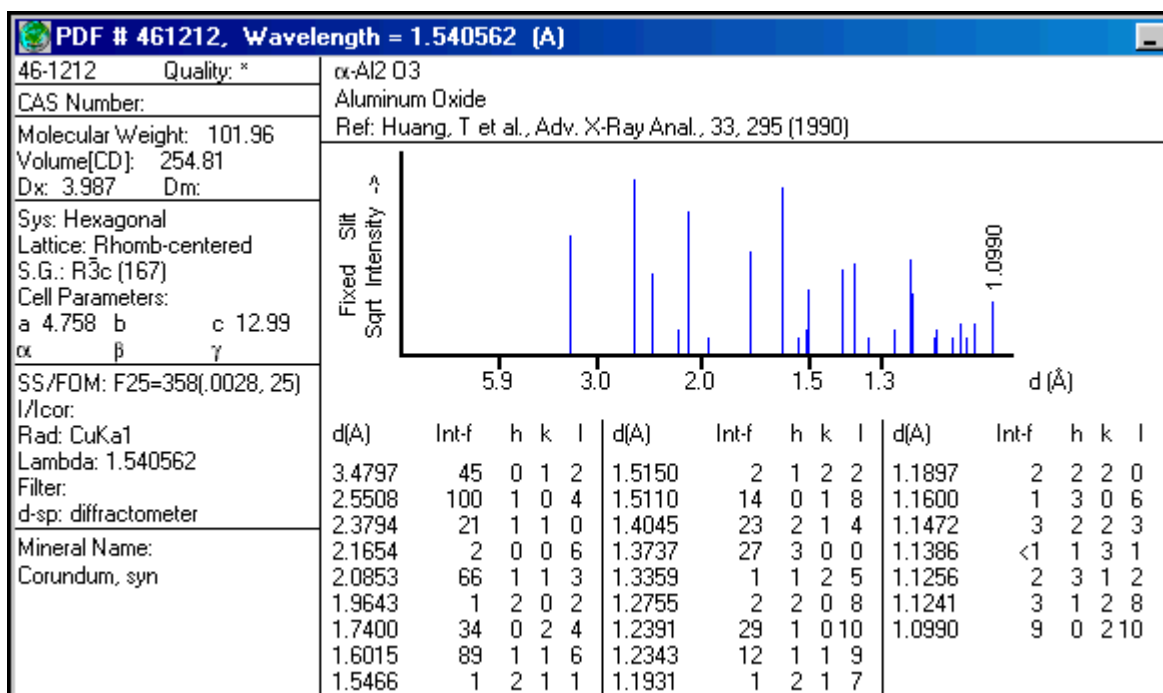 PDF # 461212, Wavelength = 1.540562 (A)
46-1212 Quality: *
CAS Number:
Molecular Weight: 101.96
Volume[CD]: 254.81
Dx: 3.987 Dm:
Sys: Hexagonal
Lattice: Rhomb-centered
S.G.: R3̄c (167)
Cell Parameters:
a 4.758 b c 12.99
α β γ
SS/FOM: F25=358(.0028, 25)
I/Icor:
Rad: CuKa1
Lambda: 1.540562
Filter:
d-sp: diffractometer
Mineral Name:
Corundum, syn
α-Al2 O3
Aluminum Oxide
Ref: Huang, T et al., Adv. X-Ray Anal., 33, 295 (1990)
Fixed Slit
Sqrt Intensity ->
1.0990
5.9 3.0 2.0 1.5 1.3 d (Å)
d(A) Int-f h k l d(A) Int-f h k l d(A) Int-f h k l
3.4797 45 0 1 2 1.5150 2 1 2 2 1.1897 2 2 2 0
2.5508 100 1 0 4 1.5110 14 0 1 8 1.1600 1 3 0 6
2.3794 21 1 1 0 1.4045 23 2 1 4 1.1472 3 2 2 3
2.1654 2 0 0 6 1.3737 27 3 0 0 1.1386 <1 1 3 1
2.0853 66 1 1 3 1.3359 1 1 2 5 1.1256 2 3 1 2
1.9643 1 2 0 2 1.2755 2 2 0 8 1.1241 3 1 2 8
1.7400 34 0 2 4 1.2391 29 1 0 10 1.0990 9 0 2 10
1.6015 89 1 1 6 1.2343 12 1 1 9
1.5466 1 2 1 1 1.1931 1 2 1 7